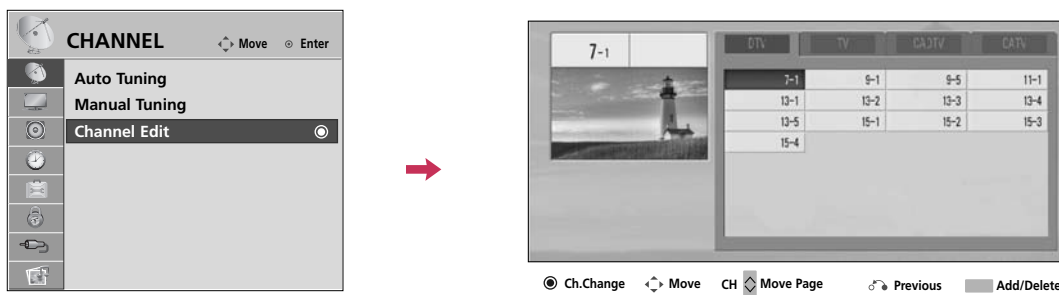 CHANNEL Move Enter
Auto Tuning
Manual Tuning
Channel Edit
7-1
DTV TV CADTV CATV
7-1 9-1 9-5 11-1
13-1 13-2 13-3 13-4
13-5 15-1 15-2 15-3
15-4
Ch.Change Move CH Move Page Previous Add/Delete